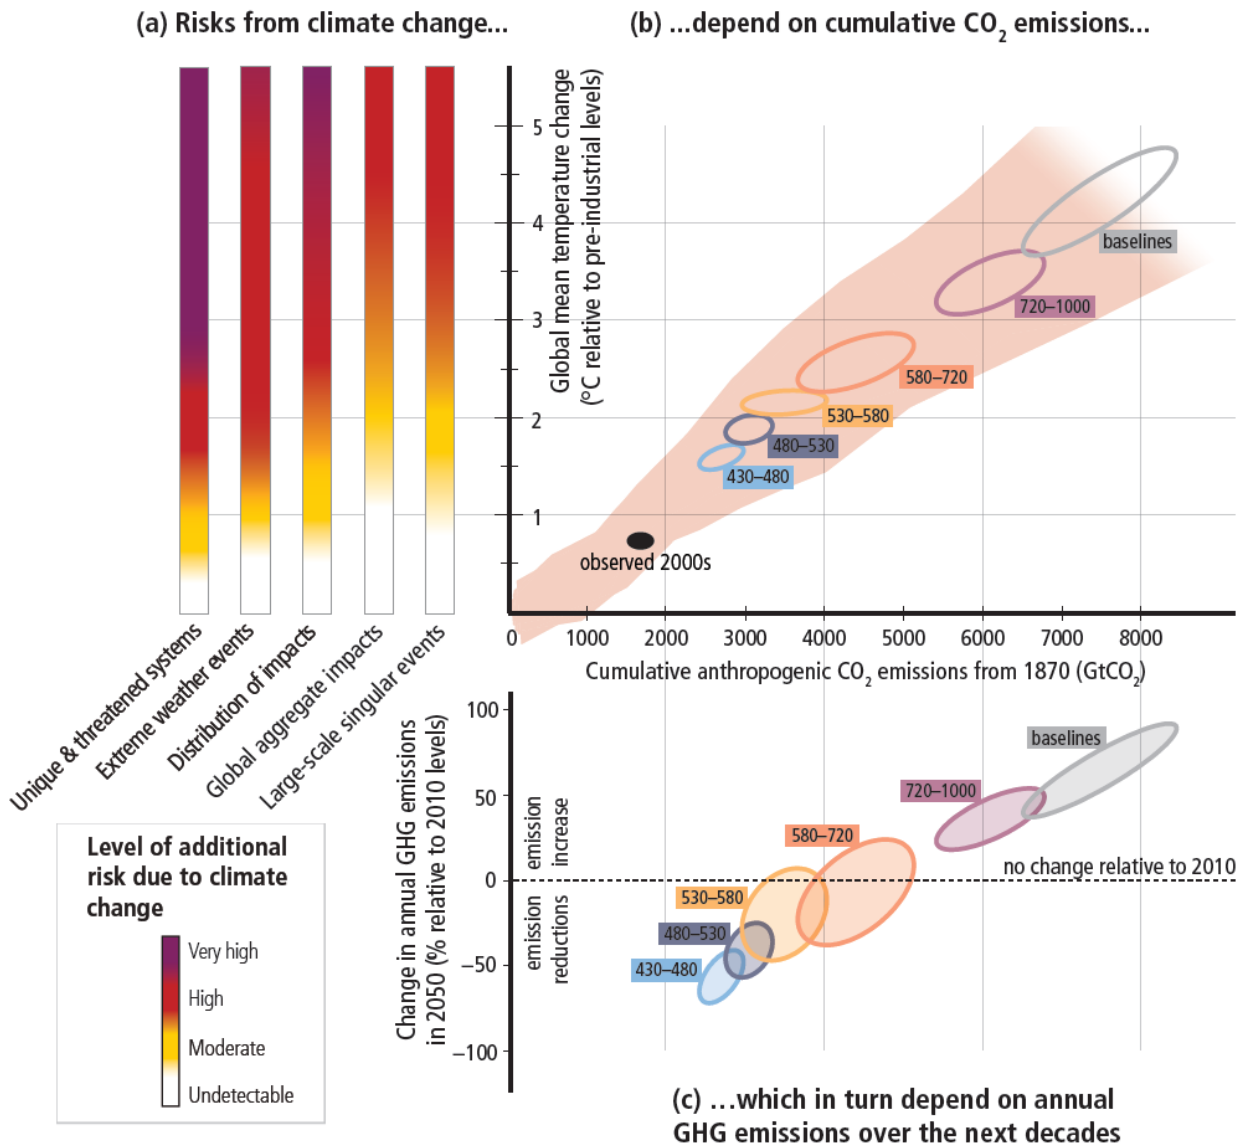 (a) Risks from climate change...
(b) ...depend on cumulative CO₂ emissions...
Global mean temperature change
(°C relative to pre-industrial levels)
5
4
3
2
1
baselines
720–1000
580–720
530–580
480–530
430–480
observed 2000s
0
1000
2000
3000
4000
5000
6000
7000
8000
Cumulative anthropogenic CO₂ emissions from 1870 (GtCO₂)
Unique & threatened systems
Extreme weather events
Distribution of impacts
Global aggregate impacts
Large-scale singular events
Level of additional
risk due to climate
change
Very high
High
Moderate
Undetectable
Change in annual GHG emissions
in 2050 (% relative to 2010 levels)
100
50
0
−50
−100
emission
increase
emission
reductions
baselines
720–1000
580–720
no change relative to 2010
530–580
480–530
430–480
(c) ...which in turn depend on annual
GHG emissions over the next decades